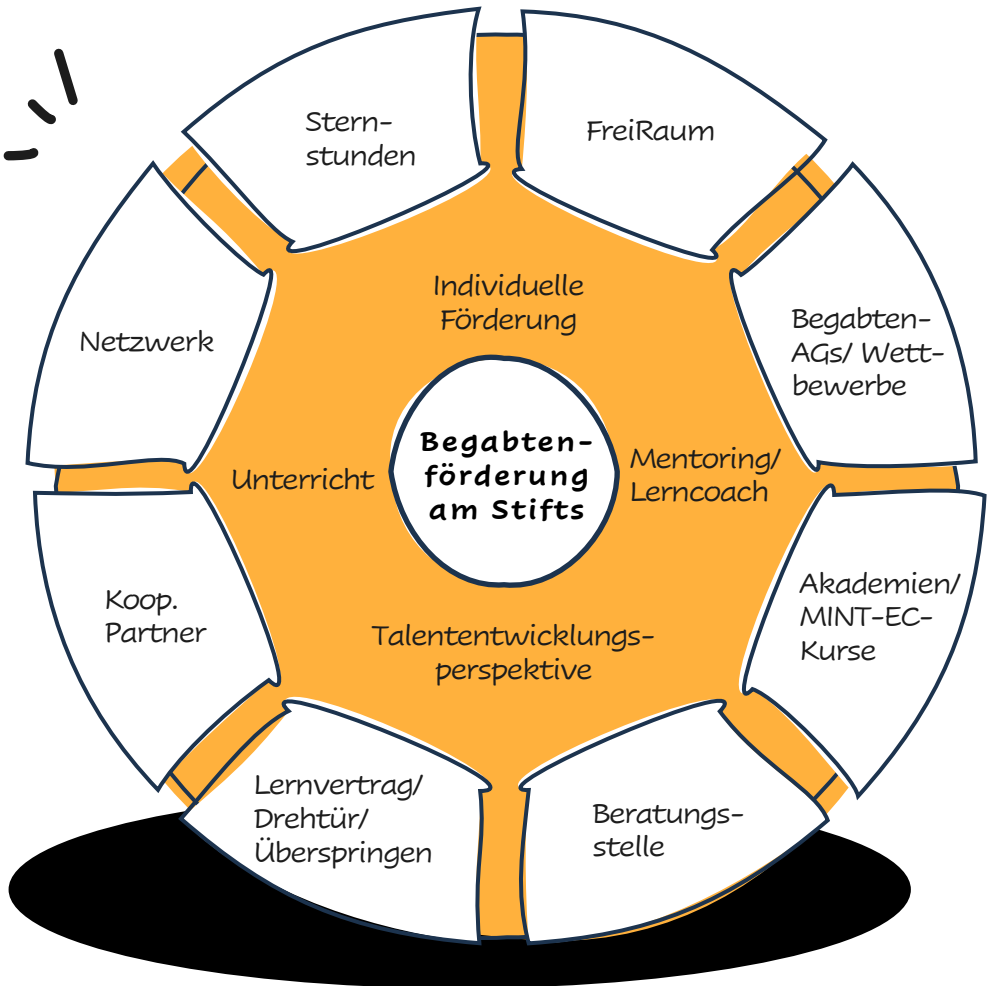 Stern-
stunden
FreiRaum
Individuelle
Förderung
Begabten-
AGs/ Wett-
bewerbe
Netzwerk
Begabten-
förderung
am Stifts
Unterricht
Mentoring/
Lerncoach
Akademien/
MINT-EC-
Kurse
Koop.
Partner
Talententwicklungs-
perspektive
Lernvertrag/
Drehtür/
Überspringen
Beratungs-
stelle